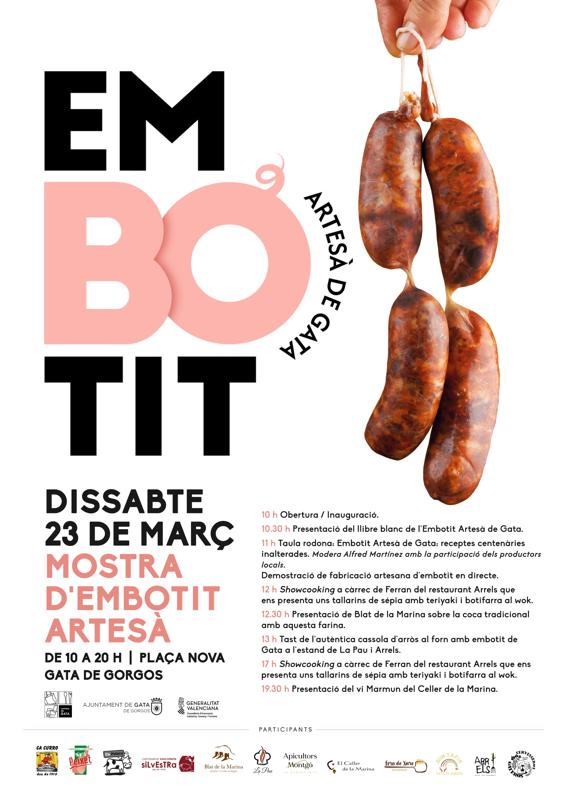 EM
BO
TIT
ARTESÀ DE GATA
DISSABTE
23 DE MARÇ
MOSTRA
D'EMBOTIT
ARTESÀ
DE 10 A 20 H | PLAÇA NOVA
GATA DE GORGOS
AJUNTAMENT DE GATA
DE GORGOS
GENERALITAT
VALENCIANA
10 h Obertura / Inauguració.
10.30 h Presentació del llibre blanc de l'Embotit Artesà de Gata.
11 h Taula rodona: Embotit Artesà de Gata; receptes centenàries
inalterades. Modera Alfred Martínez amb la participació dels productors
locals.
Demostració de fabricació artesana d'embotit en directe.
12 h Showcooking a càrrec de Ferran del restaurant Arrels que
ens presenta uns tallarins de sépia amb teriyaki i botifarra al wok.
12.30 h Presentació de Blat de la Marina sobre la coca tradicional
amb aquesta farina.
13 h Tast de l'autèntica cassola d'arròs al forn amb embotit de
Gata a l'estand de La Pau i Arrels.
17 h Showcooking a càrrec de Ferran del restaurant Arrels que ens
presenta uns tallarins de sépia amb teriyaki i botifarra al wok.
19.30 h Presentació del vi Marmun del Celler de la Marina.
PARTICIPANTS
CA CURRO
SILVESTRA
Blat de la Marina
La Pau
Apicultors
Montgó
El Celler
de la Marina